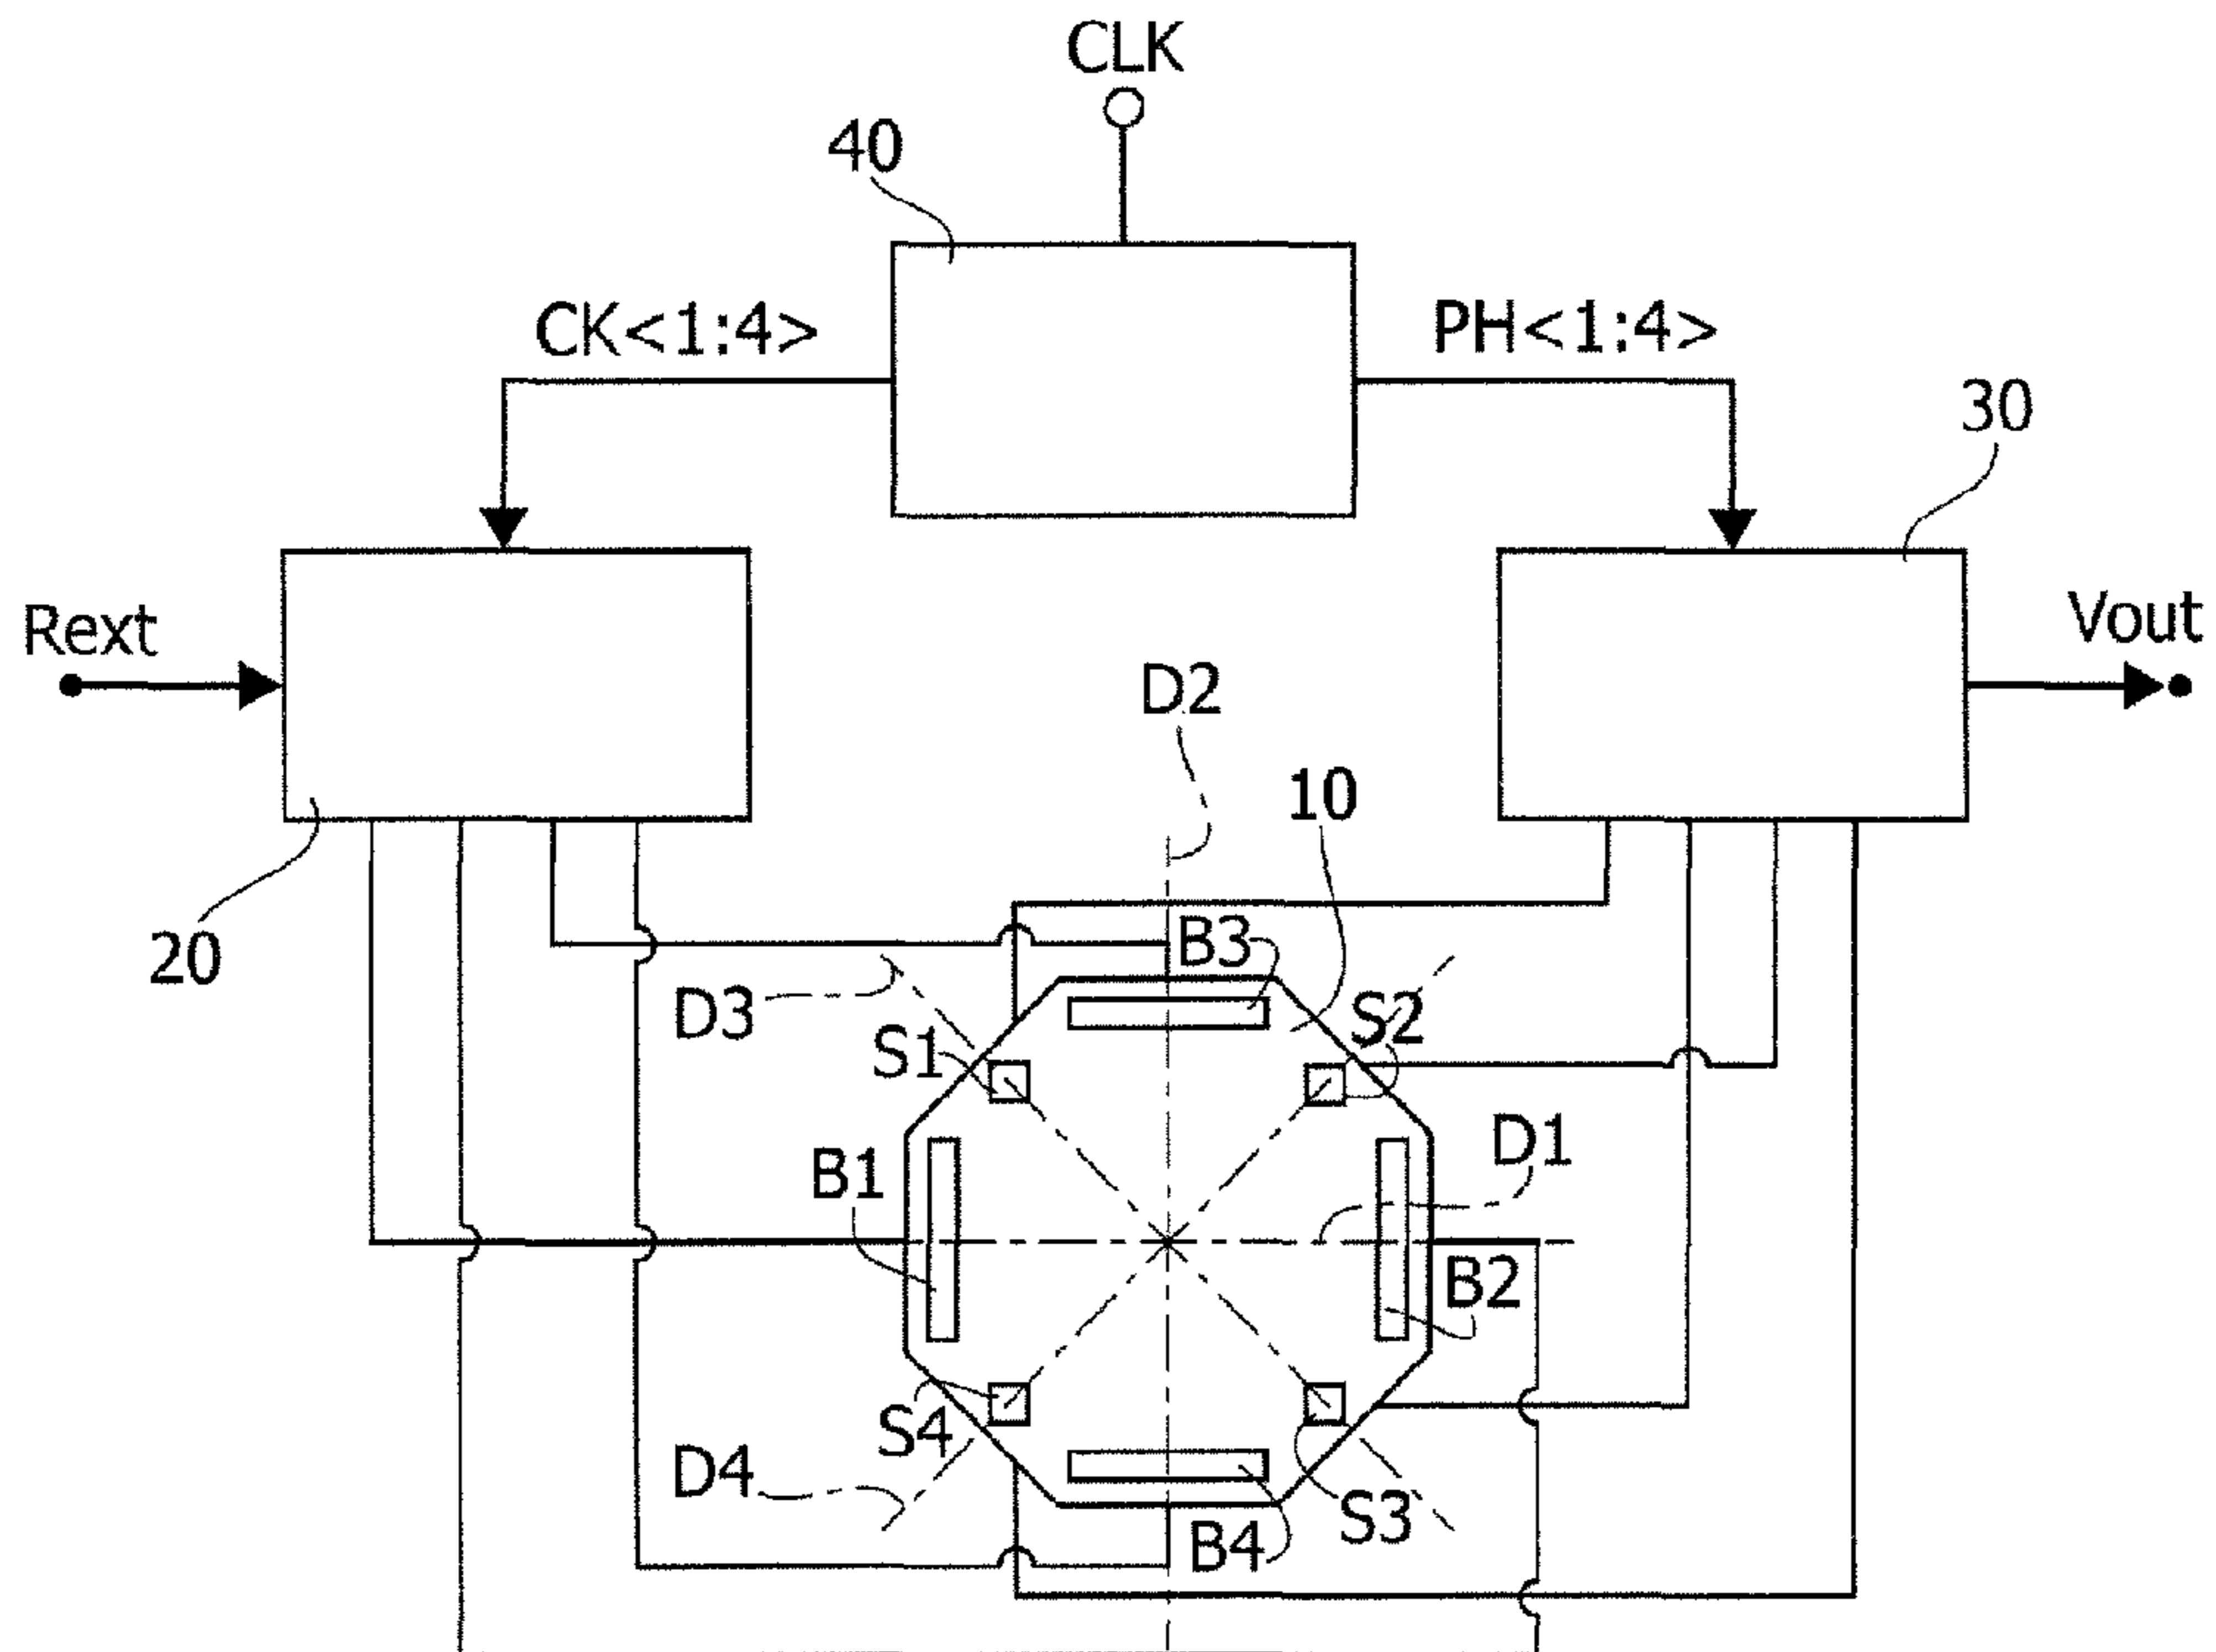 CLK
40
CK<1:4>
PH<1:4>
30
Rext
Vout
D2
10
20
B3
D3
S2
S1
D1
B1
B2
S4
D4
S3
B4